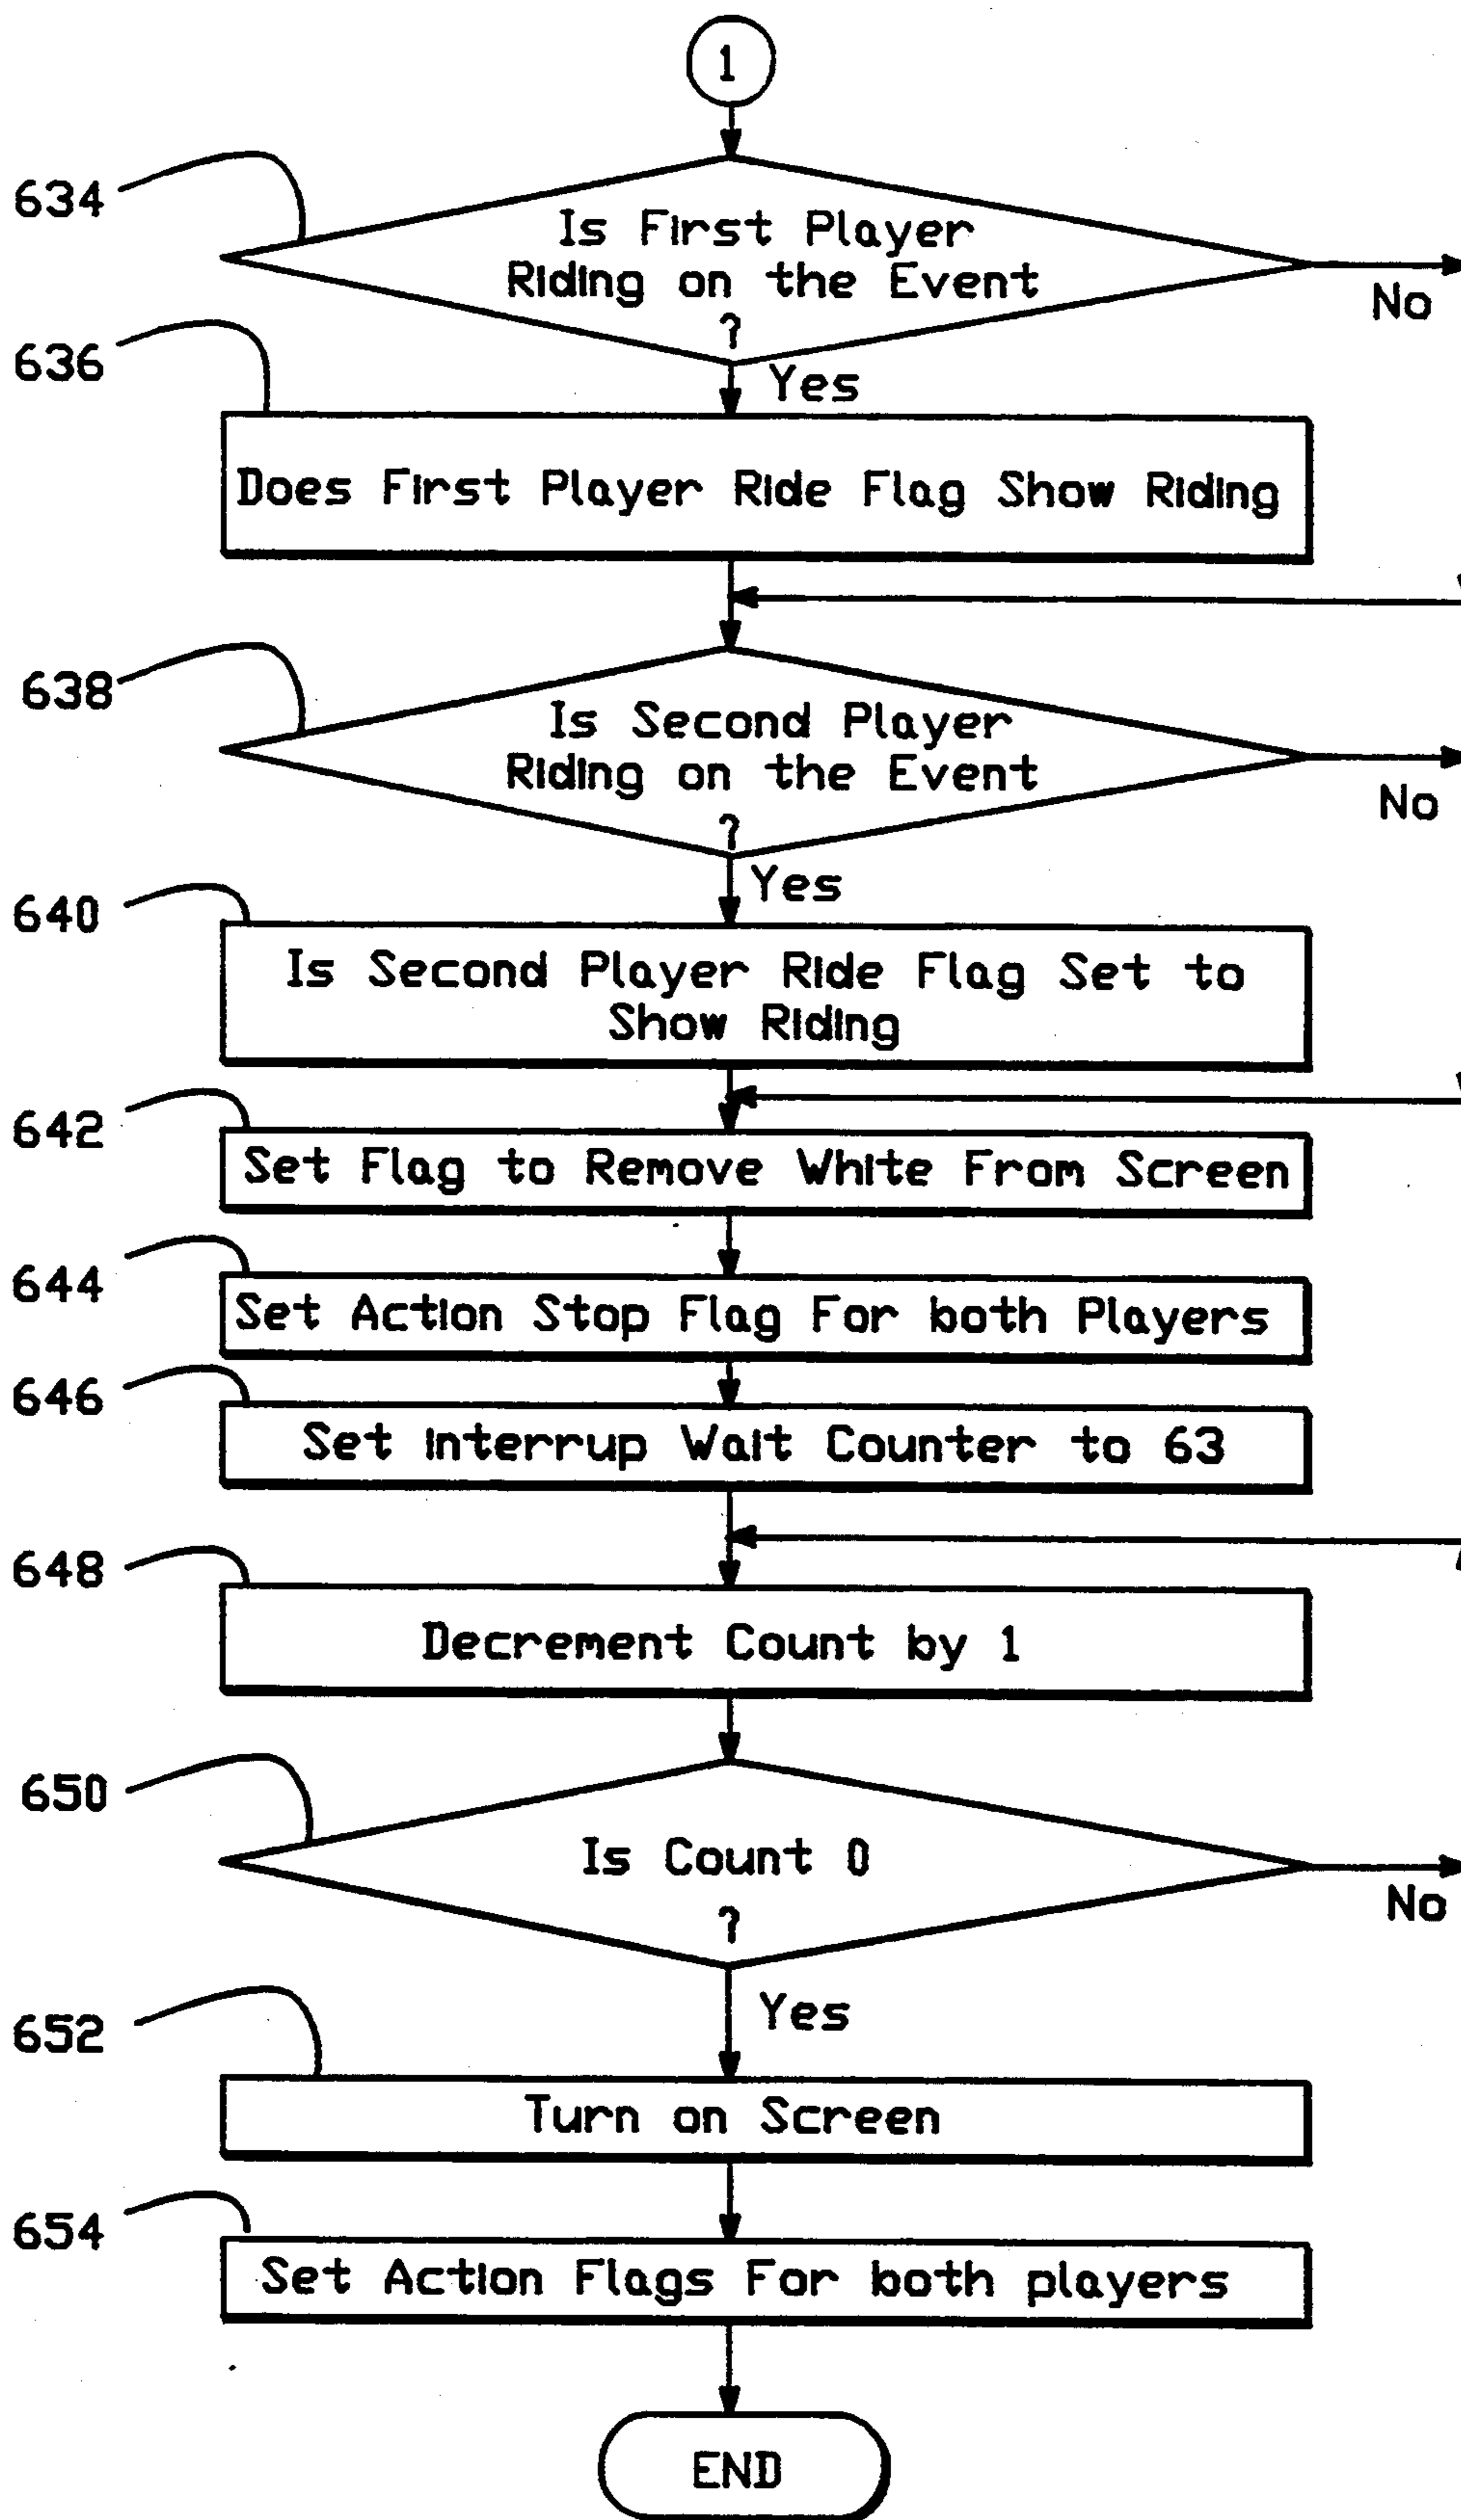 1
634
Is First Player
Riding on the Event
?
No
Yes
636
Does First Player Ride Flag Show Riding
638
Is Second Player
Riding on the Event
?
No
Yes
640
Is Second Player Ride Flag Set to
Show Riding
642
Set Flag to Remove White From Screen
644
Set Action Stop Flag For both Players
646
Set Interrup Wait Counter to 63
648
Decrement Count by 1
650
Is Count 0
?
No
Yes
652
Turn on Screen
654
Set Action Flags For both players
END